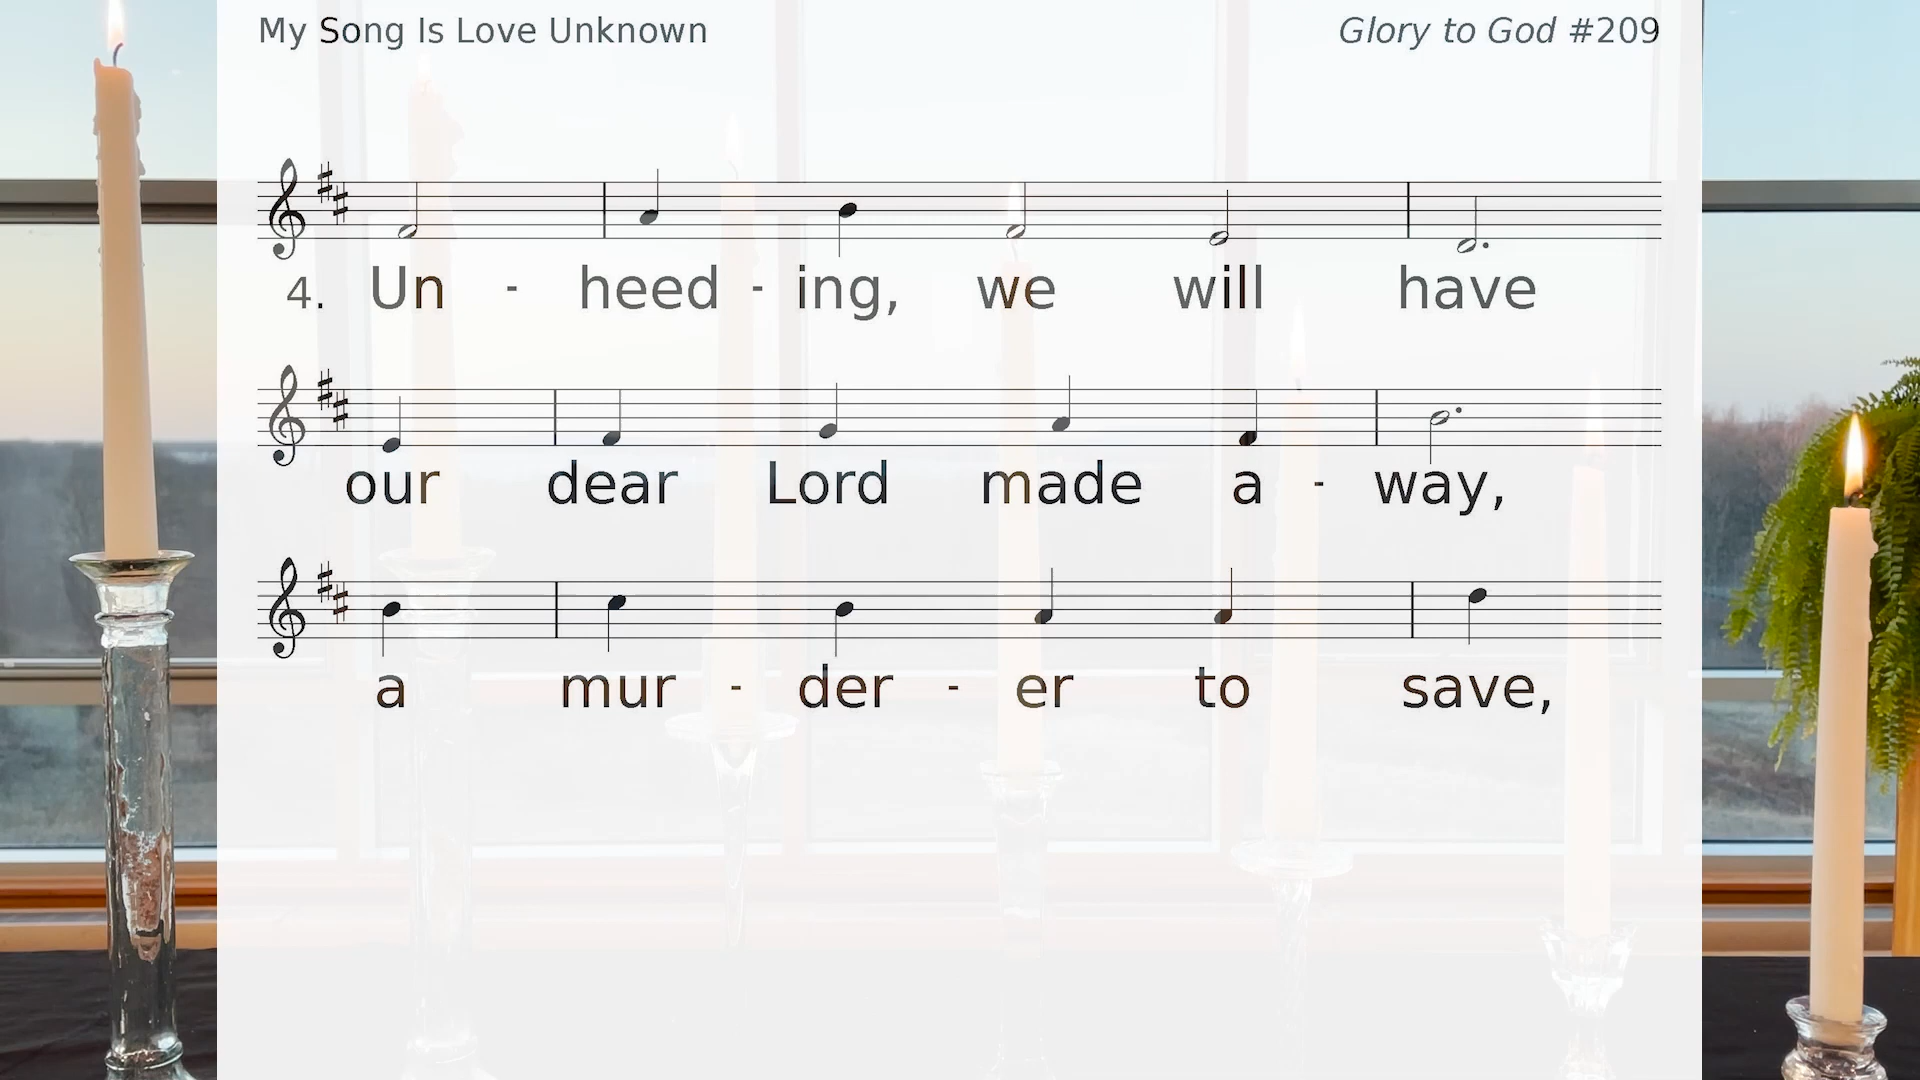 My Song Is Love Unknown Glory to God #209
4. Un - heed - ing, we will have
our dear Lord made a - way,
a mur - der - er to save,